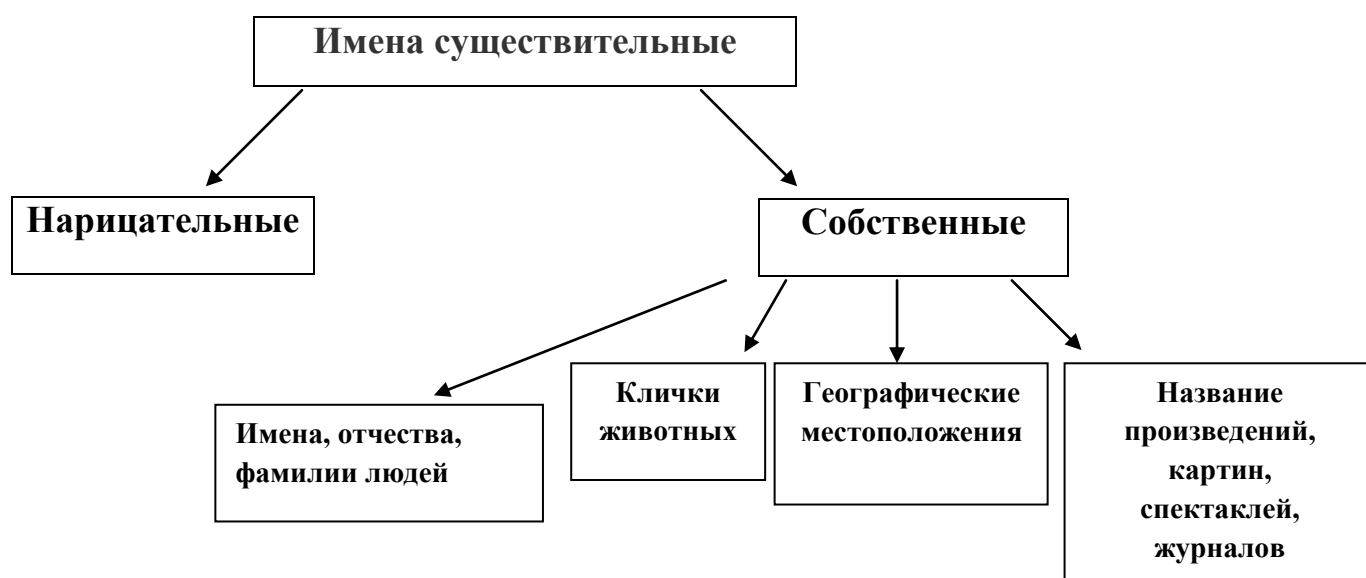 Имена существительные
Нарицательные
Собственные
Имена, отчества,
фамилии людей
Клички
животных
Географические
местоположения
Название
произведений,
картин,
спектаклей,
журналов